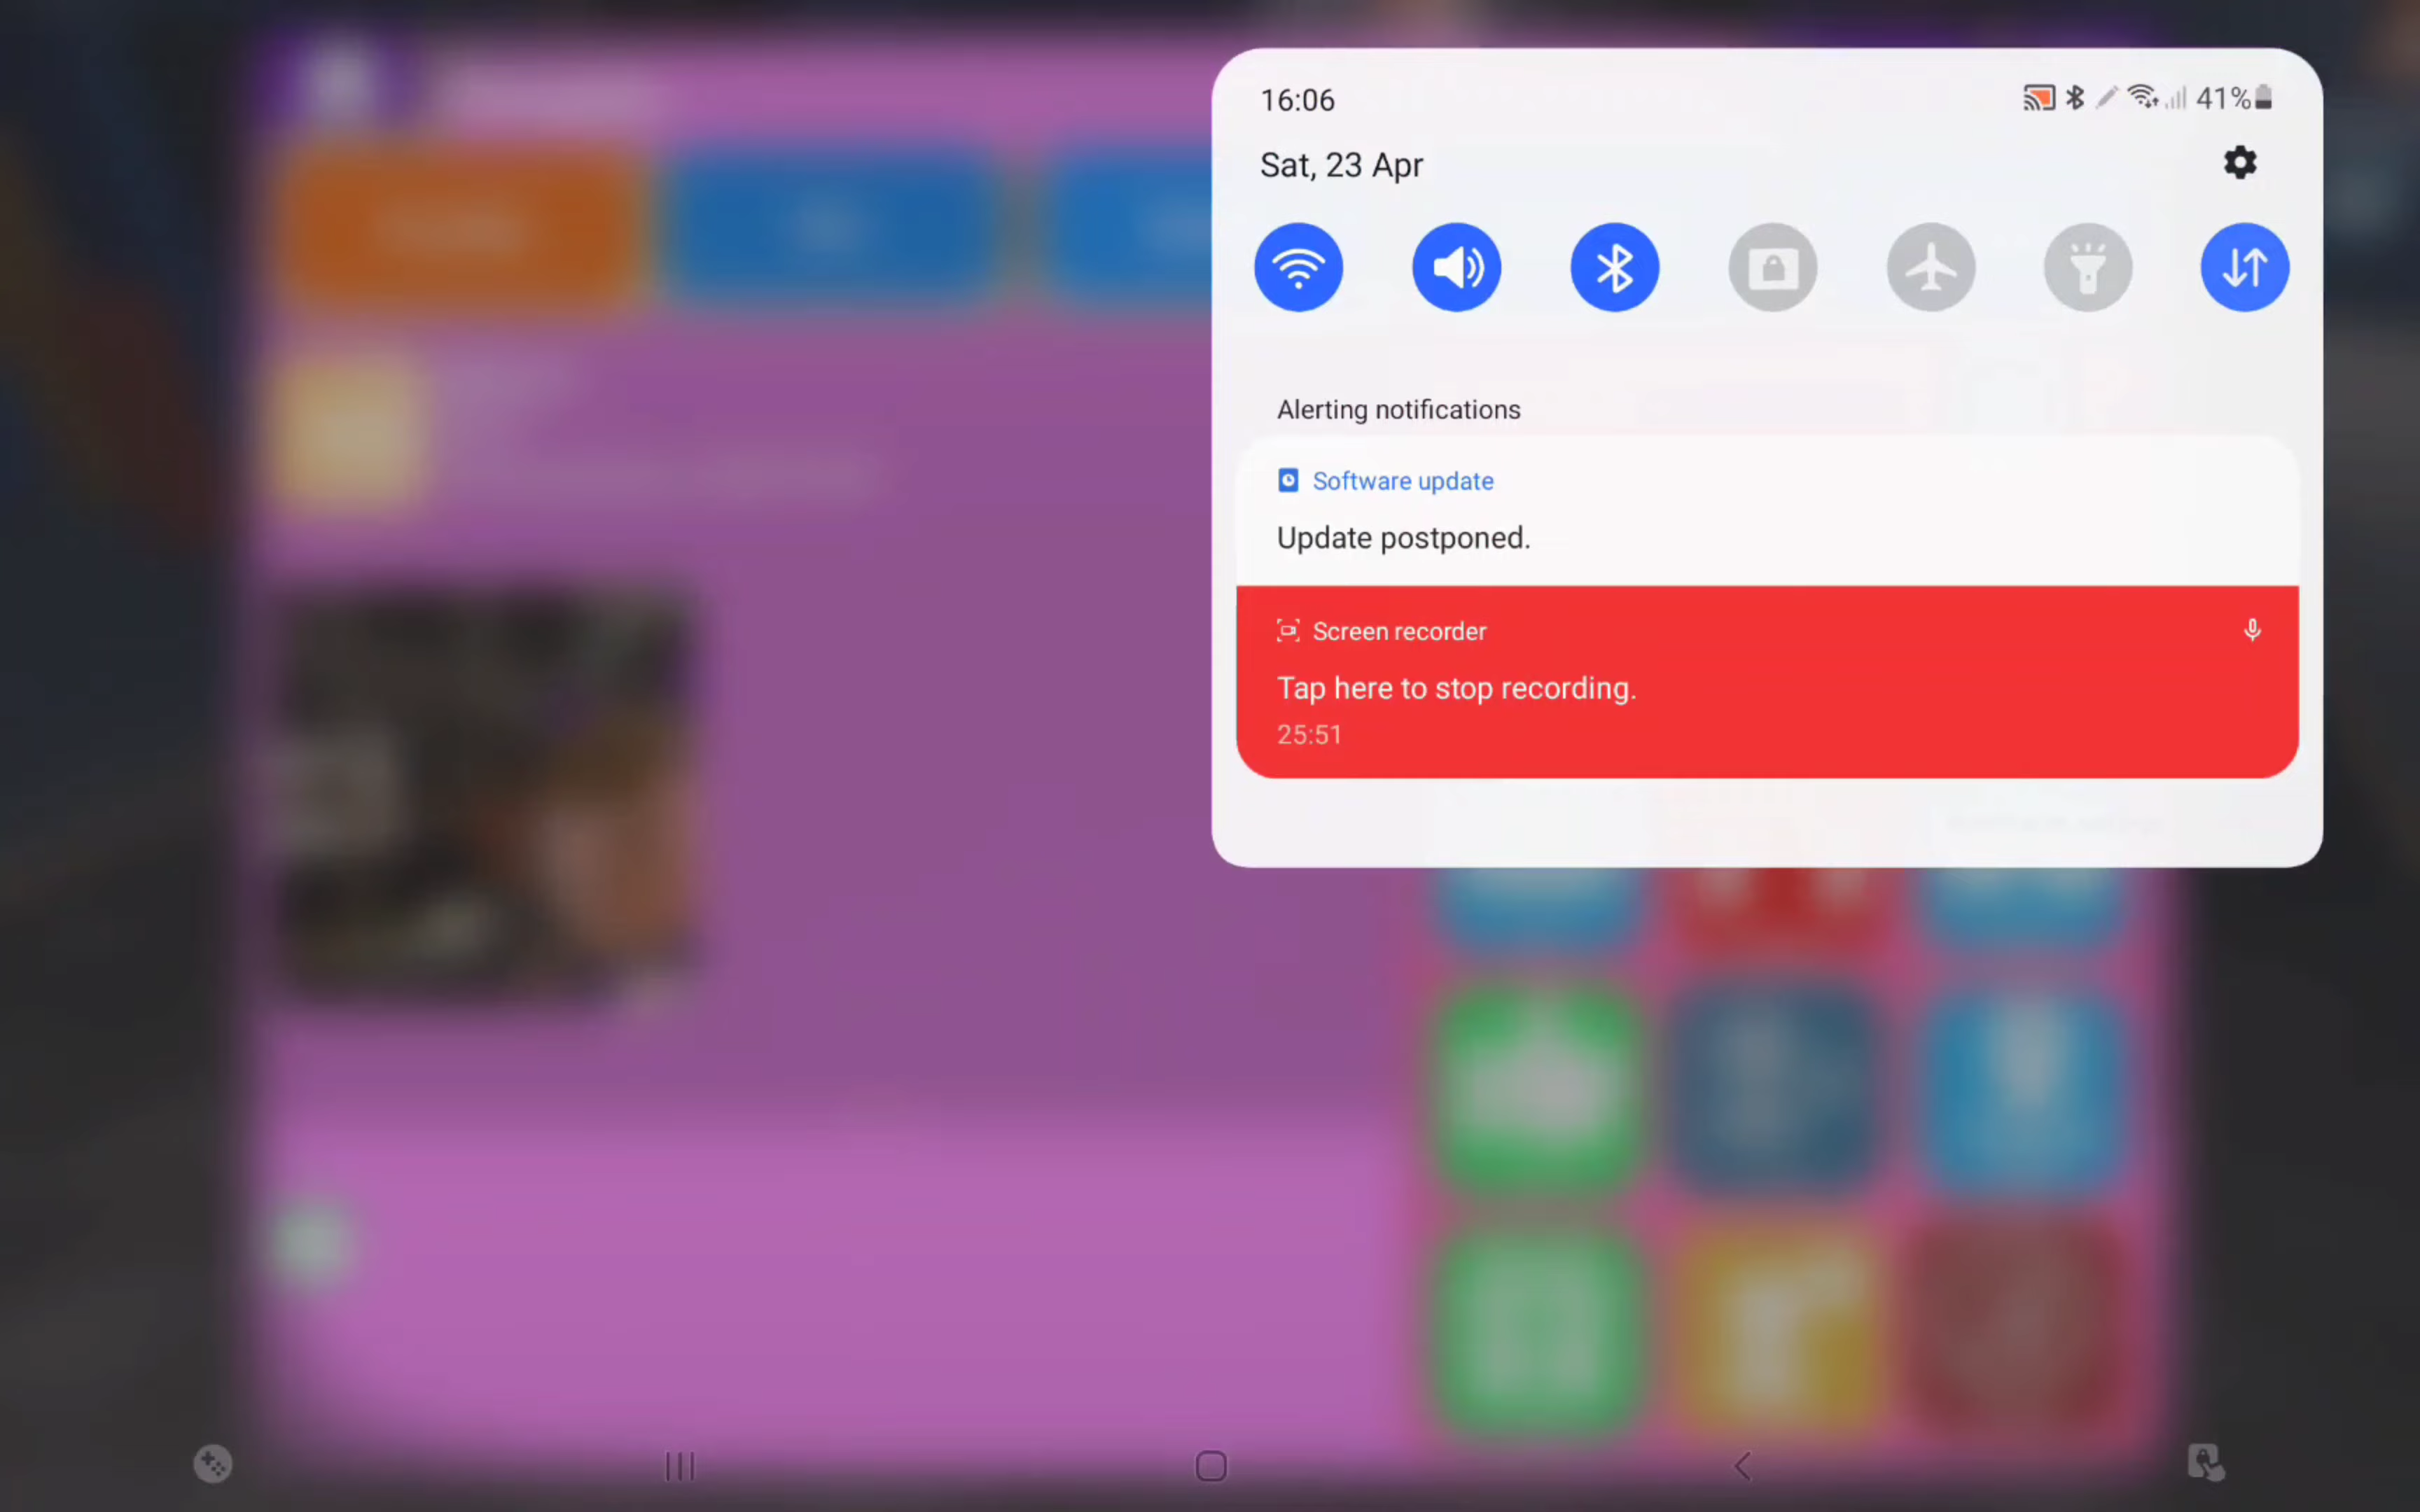 16:06
41%
Sat, 23 Apr
Alerting notifications
Software update
Update postponed.
Screen recorder
Tap here to stop recording.
25:51